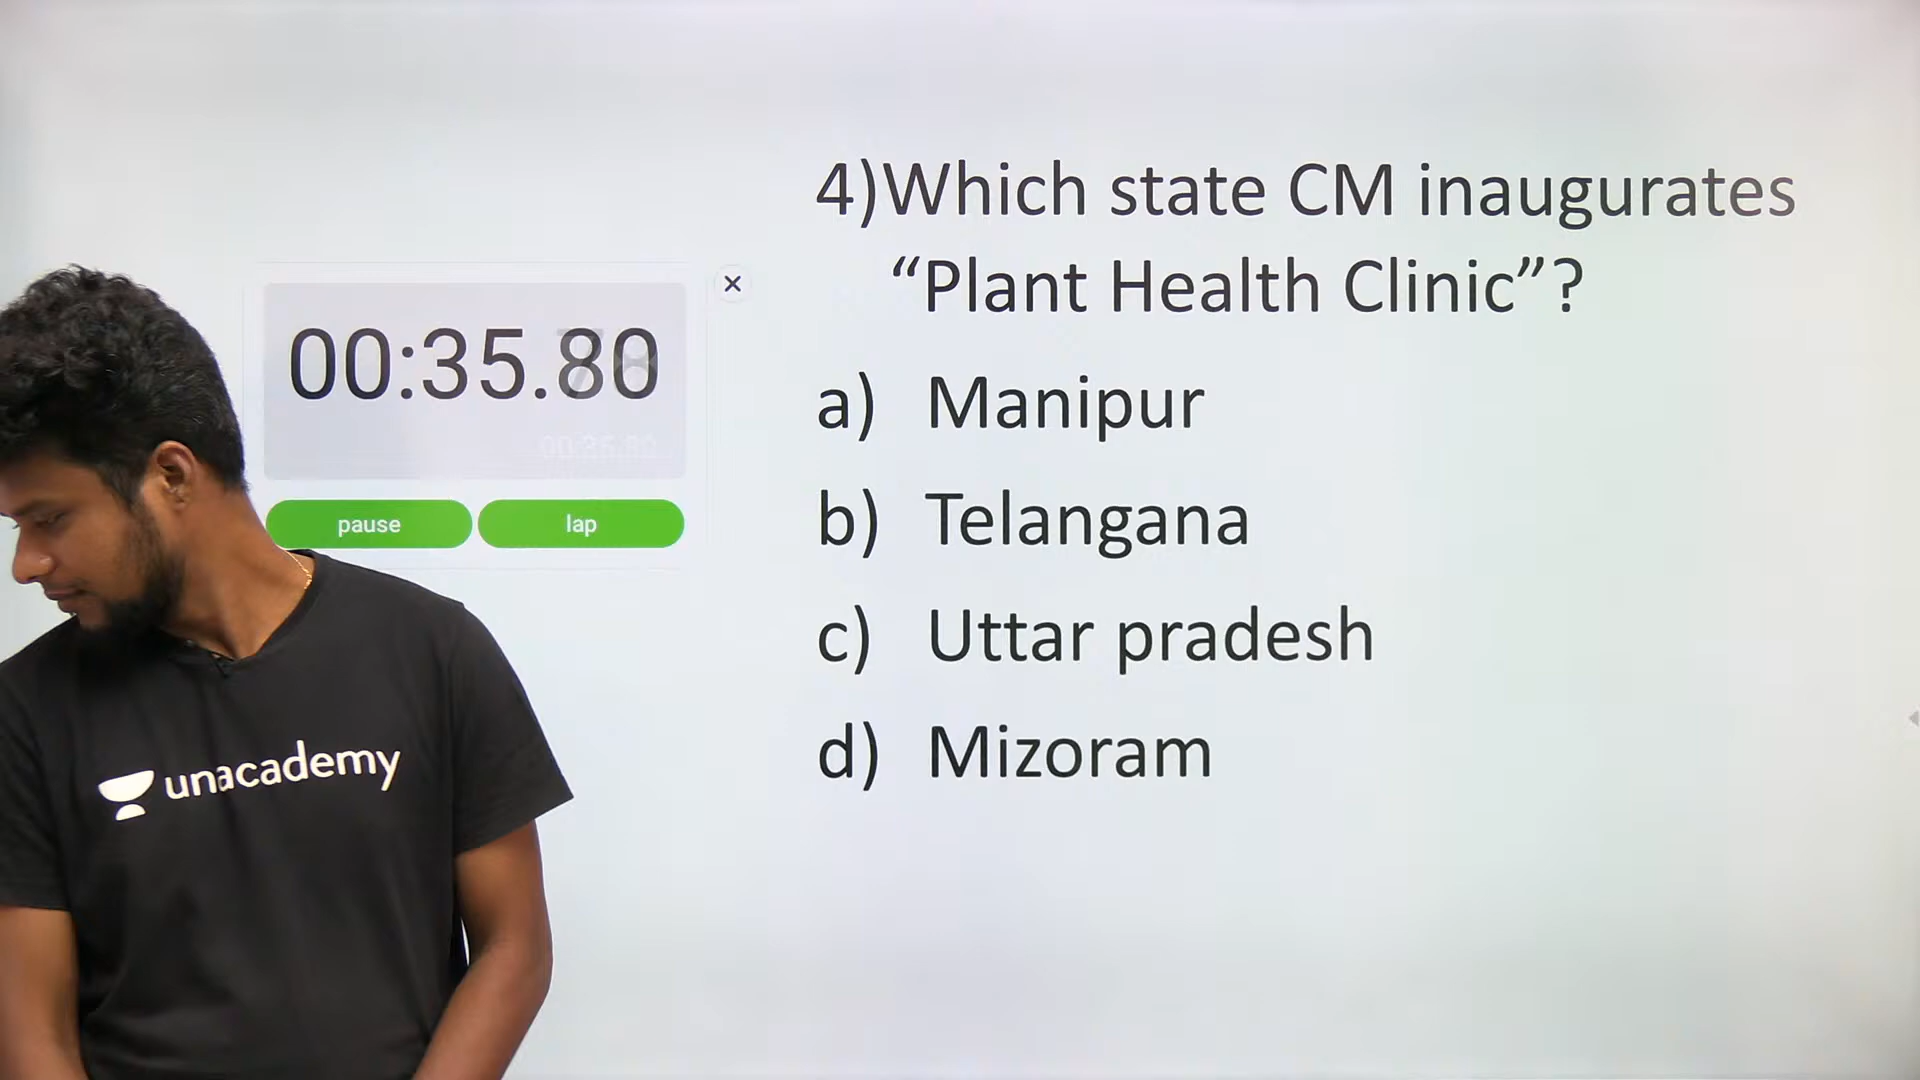 4)Which state CM inaugurates
“Plant Health Clinic”?
00:35.80
a) Manipur
pause
lap
b) Telangana
c) Uttar pradesh
d) Mizoram
unacademy